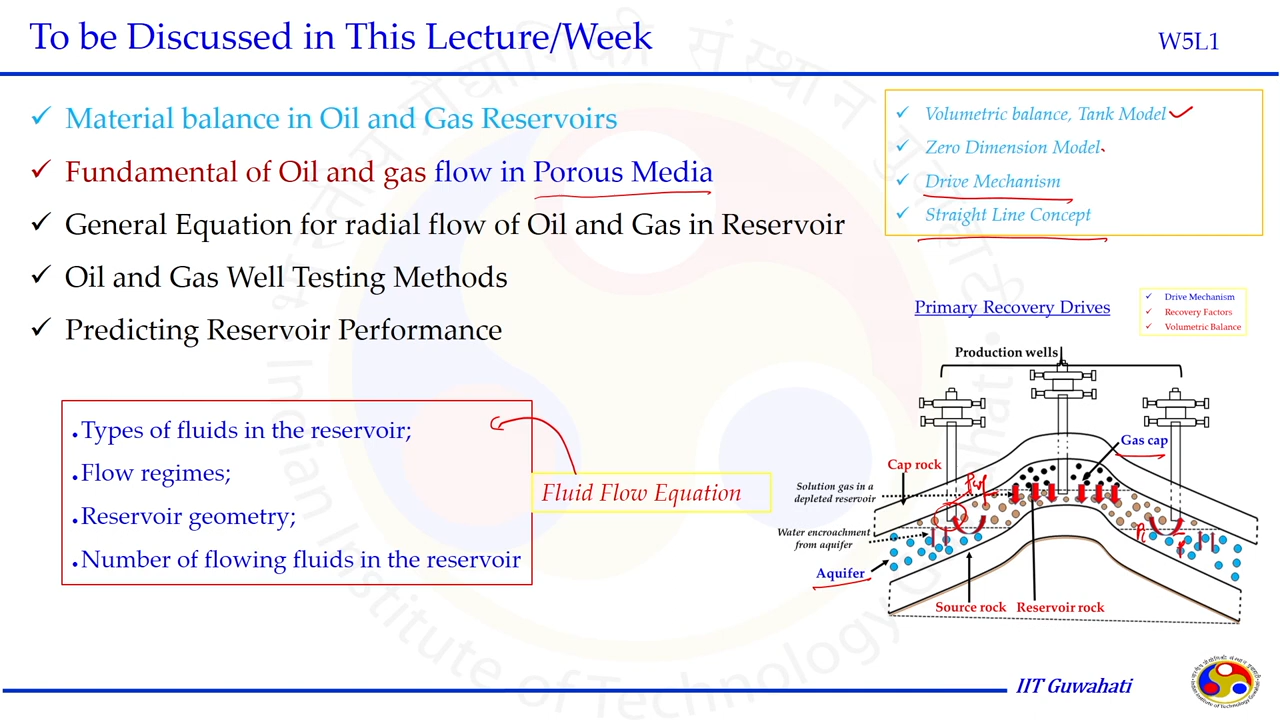 To be Discussed in This Lecture/Week
W5L1
✓ Material balance in Oil and Gas Reservoirs
✓ Fundamental of Oil and gas flow in Porous Media
✓ General Equation for radial flow of Oil and Gas in Reservoir
✓ Oil and Gas Well Testing Methods
✓ Predicting Reservoir Performance
✓ Volumetric balance, Tank Model
✓ Zero Dimension Model
✓ Drive Mechanism
✓ Straight Line Concept
Primary Recovery Drives
✓ Drive Mechanism
✓ Recovery Factors
✓ Volumetric Balance
.Types of fluids in the reservoir;
.Flow regimes;
.Reservoir geometry;
.Number of flowing fluids in the reservoir
Fluid Flow Equation
Production wells
Gas cap
Cap rock
Solution gas in a
depleted reservoir
Water encroachment
from aquifer
Aquifer
Source rock
Reservoir rock
Indian Institute of Technology Guwahati
IIT Guwahati